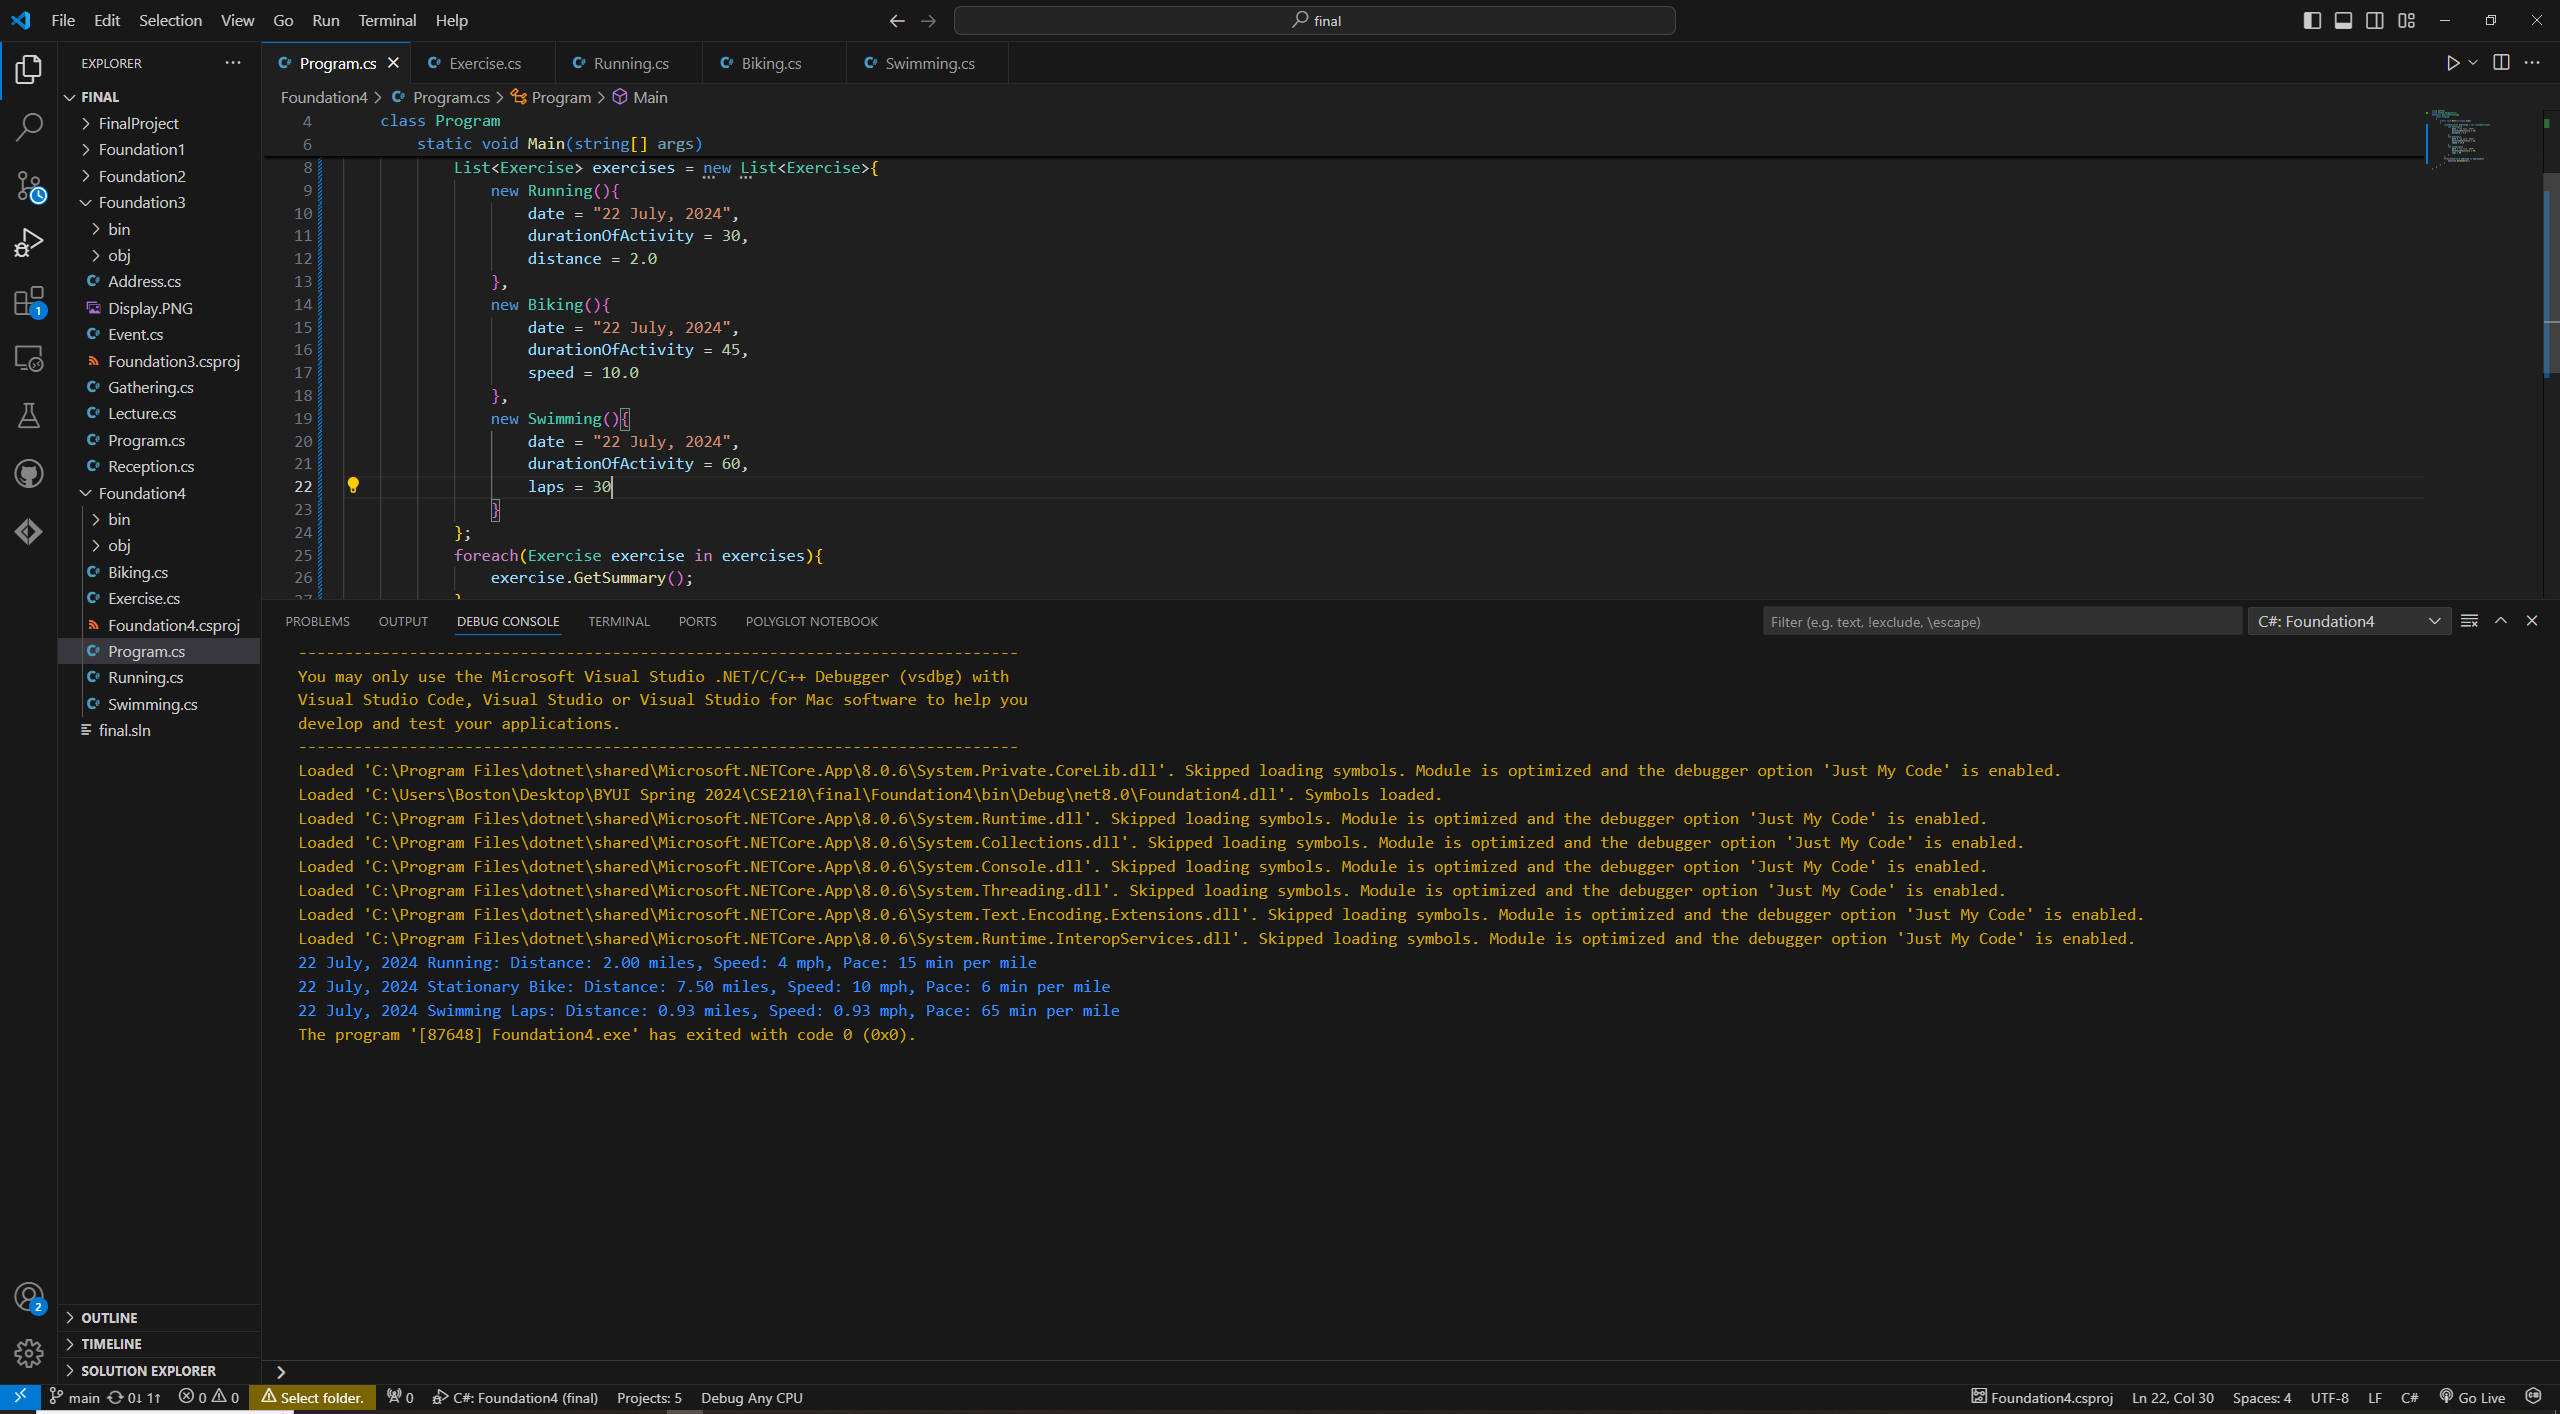 File Edit Selection View Go Run Terminal Help
final
EXPLORER
Program.cs Exercise.cs Running.cs Biking.cs Swimming.cs
Foundation4 > Program.cs > Program > Main
FINAL
FinalProject
Foundation1
Foundation2
Foundation3
bin
obj
Address.cs
Display.PNG
Event.cs
Foundation3.csproj
Gathering.cs
Lecture.cs
Program.cs
Reception.cs
Foundation4
bin
obj
Biking.cs
Exercise.cs
Foundation4.csproj
Program.cs
Running.cs
Swimming.cs
final.sln
OUTLINE
TIMELINE
SOLUTION EXPLORER
4 class Program
6 static void Main(string[] args)
8 List<Exercise> exercises = new List<Exercise>{
9 new Running(){
10 date = "22 July, 2024",
11 durationOfActivity = 30,
12 distance = 2.0
13 },
14 new Biking(){
15 date = "22 July, 2024",
16 durationOfActivity = 45,
17 speed = 10.0
18 },
19 new Swimming(){
20 date = "22 July, 2024",
21 durationOfActivity = 60,
22 laps = 30
23 }
24 };
25 foreach(Exercise exercise in exercises){
26 exercise.GetSummary();
27 }
PROBLEMS OUTPUT DEBUG CONSOLE TERMINAL PORTS POLYGLOT NOTEBOOK
Filter (e.g. text, !exclude, \escape)
C#: Foundation4
------------------------------------------------------------------------------
You may only use the Microsoft Visual Studio .NET/C/C++ Debugger (vsdbg) with
Visual Studio Code, Visual Studio or Visual Studio for Mac software to help you
develop and test your applications.
------------------------------------------------------------------------------
Loaded 'C:\Program Files\dotnet\shared\Microsoft.NETCore.App\8.0.6\System.Private.CoreLib.dll'. Skipped loading symbols. Module is optimized and the debugger option 'Just My Code' is enabled.
Loaded 'C:\Users\Boston\Desktop\BYUI Spring 2024\CSE210\final\Foundation4\bin\Debug\net8.0\Foundation4.dll'. Symbols loaded.
Loaded 'C:\Program Files\dotnet\shared\Microsoft.NETCore.App\8.0.6\System.Runtime.dll'. Skipped loading symbols. Module is optimized and the debugger option 'Just My Code' is enabled.
Loaded 'C:\Program Files\dotnet\shared\Microsoft.NETCore.App\8.0.6\System.Collections.dll'. Skipped loading symbols. Module is optimized and the debugger option 'Just My Code' is enabled.
Loaded 'C:\Program Files\dotnet\shared\Microsoft.NETCore.App\8.0.6\System.Console.dll'. Skipped loading symbols. Module is optimized and the debugger option 'Just My Code' is enabled.
Loaded 'C:\Program Files\dotnet\shared\Microsoft.NETCore.App\8.0.6\System.Threading.dll'. Skipped loading symbols. Module is optimized and the debugger option 'Just My Code' is enabled.
Loaded 'C:\Program Files\dotnet\shared\Microsoft.NETCore.App\8.0.6\System.Text.Encoding.Extensions.dll'. Skipped loading symbols. Module is optimized and the debugger option 'Just My Code' is enabled.
Loaded 'C:\Program Files\dotnet\shared\Microsoft.NETCore.App\8.0.6\System.Runtime.InteropServices.dll'. Skipped loading symbols. Module is optimized and the debugger option 'Just My Code' is enabled.
22 July, 2024 Running: Distance: 2.00 miles, Speed: 4 mph, Pace: 15 min per mile
22 July, 2024 Stationary Bike: Distance: 7.50 miles, Speed: 10 mph, Pace: 6 min per mile
22 July, 2024 Swimming Laps: Distance: 0.93 miles, Speed: 0.93 mph, Pace: 65 min per mile
The program '[87648] Foundation4.exe' has exited with code 0 (0x0).
1
2
main 0↓ 1↑ 0 0 Select folder. 0 C#: Foundation4 (final) Projects: 5 Debug Any CPU
Foundation4.csproj Ln 22, Col 30 Spaces: 4 UTF-8 LF C# Go Live